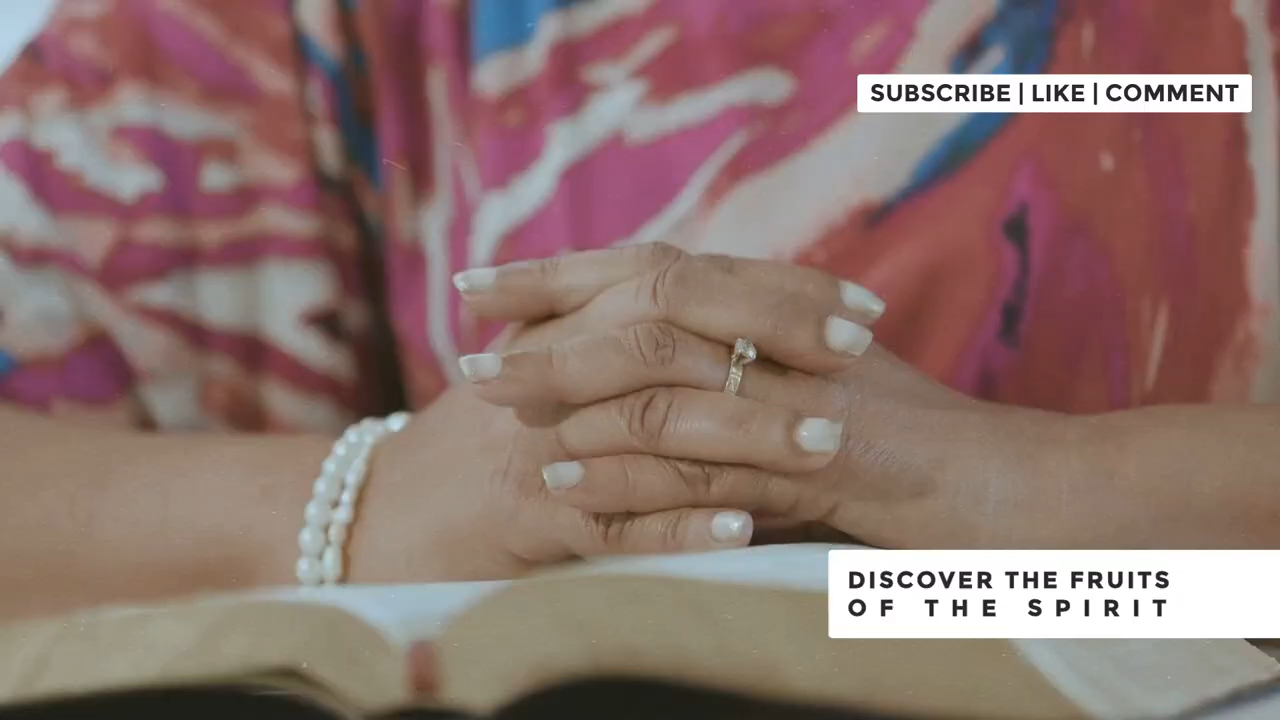 SUBSCRIBE | LIKE | COMMENT
DISCOVER THE FRUITS
OF THE SPIRIT